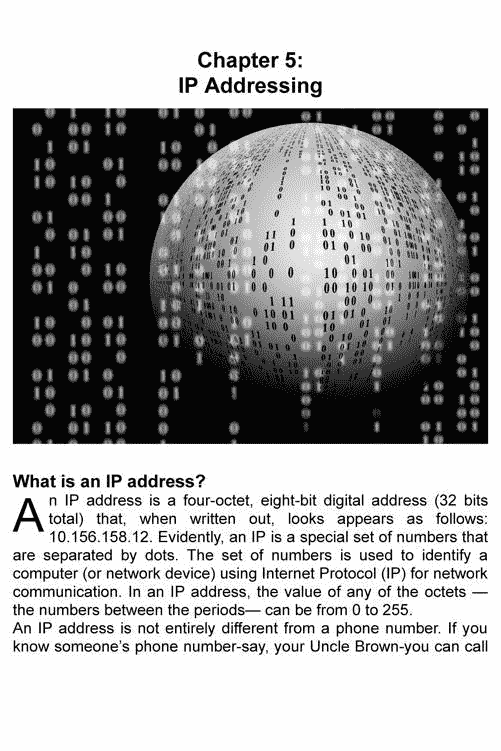 Chapter 5:
IP Addressing
What is an IP address?
An IP address is a four-octet, eight-bit digital address (32 bits
total) that, when written out, looks appears as follows:
10.156.158.12. Evidently, an IP is a special set of numbers that
are separated by dots. The set of numbers is used to identify a
computer (or network device) using Internet Protocol (IP) for network
communication. In an IP address, the value of any of the octets —
the numbers between the periods— can be from 0 to 255.
An IP address is not entirely different from a phone number. If you
know someone's phone number-say, your Uncle Brown-you can call